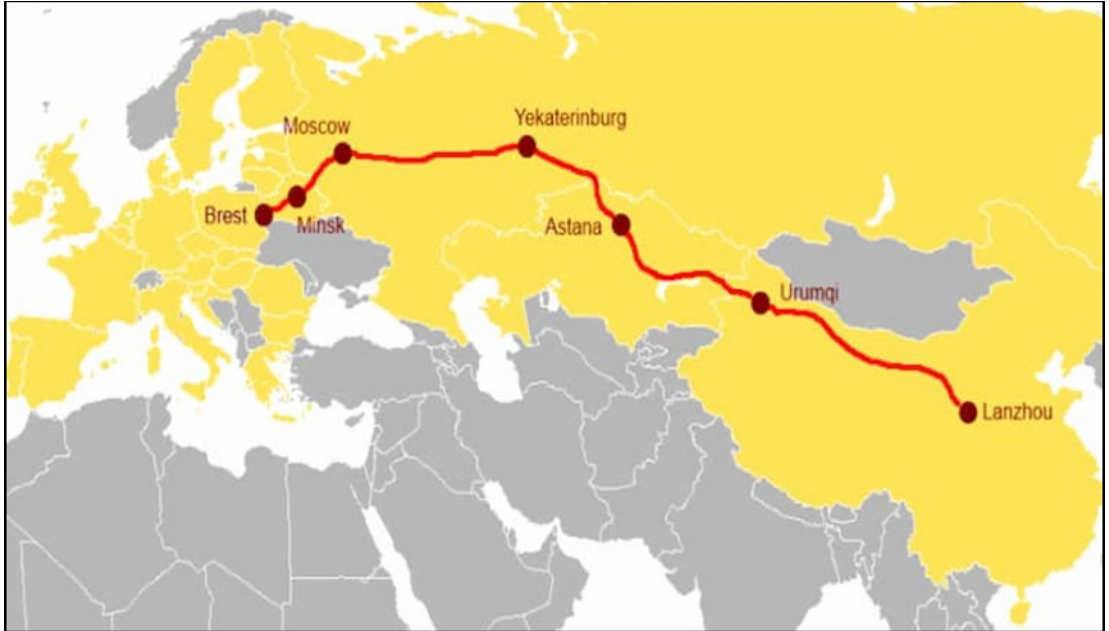 Yekaterinburg
Moscow
Brest
Minsk
Astana
Urumqi
Lanzhou